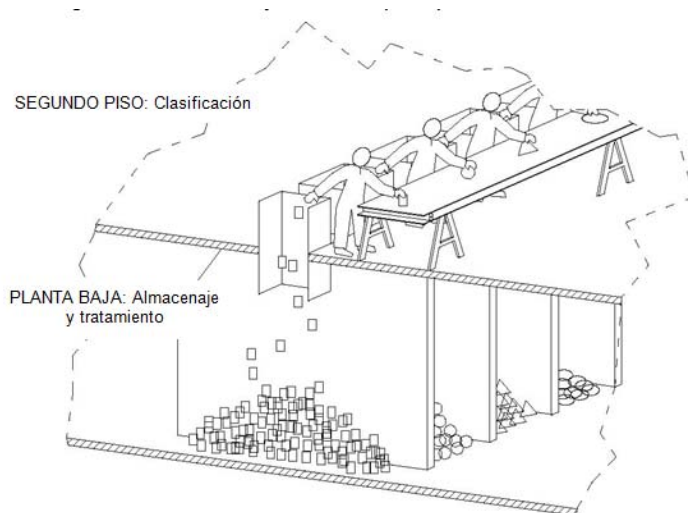 SEGUNDO PISO: Clasificación
PLANTA BAJA: Almacenaje
y tratamiento